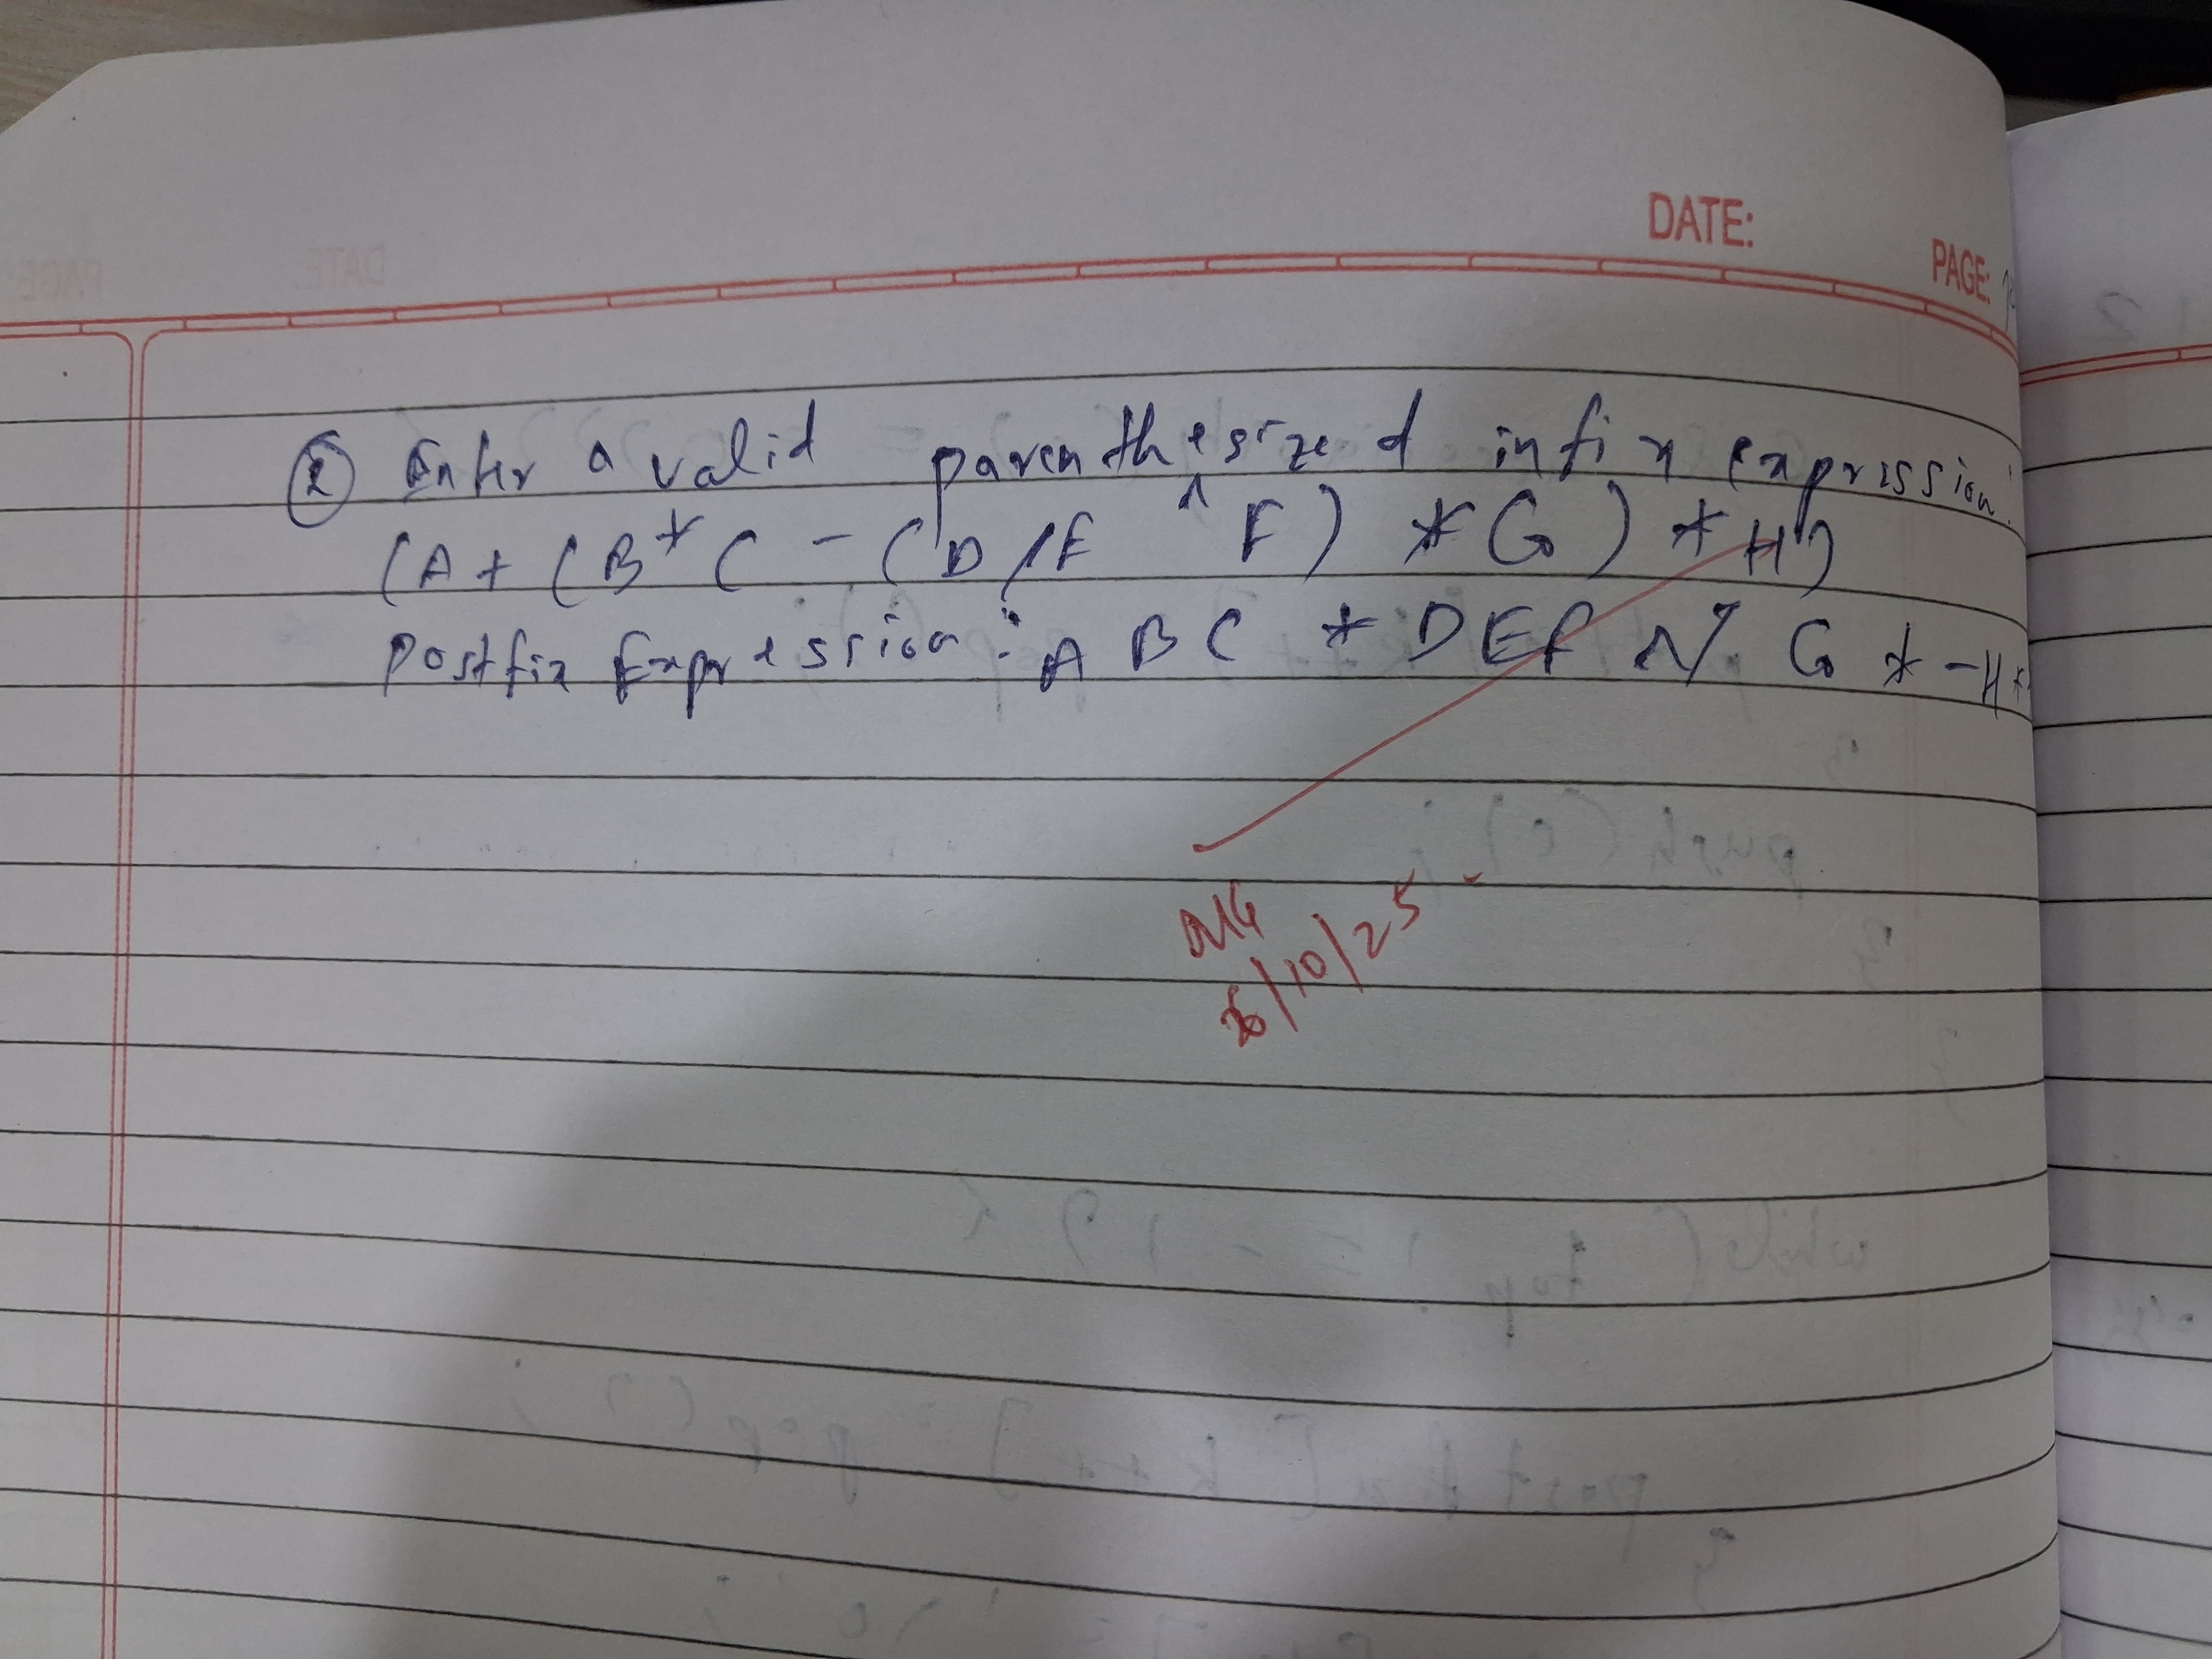 DATE:
PAGE:
② Enter a valid parenthesized infix expression:
(A + (B * C - (D / E ^ F) * G) * H)
Postfix Expression: A B C * D E F ^ / G * - H *
8/10/25